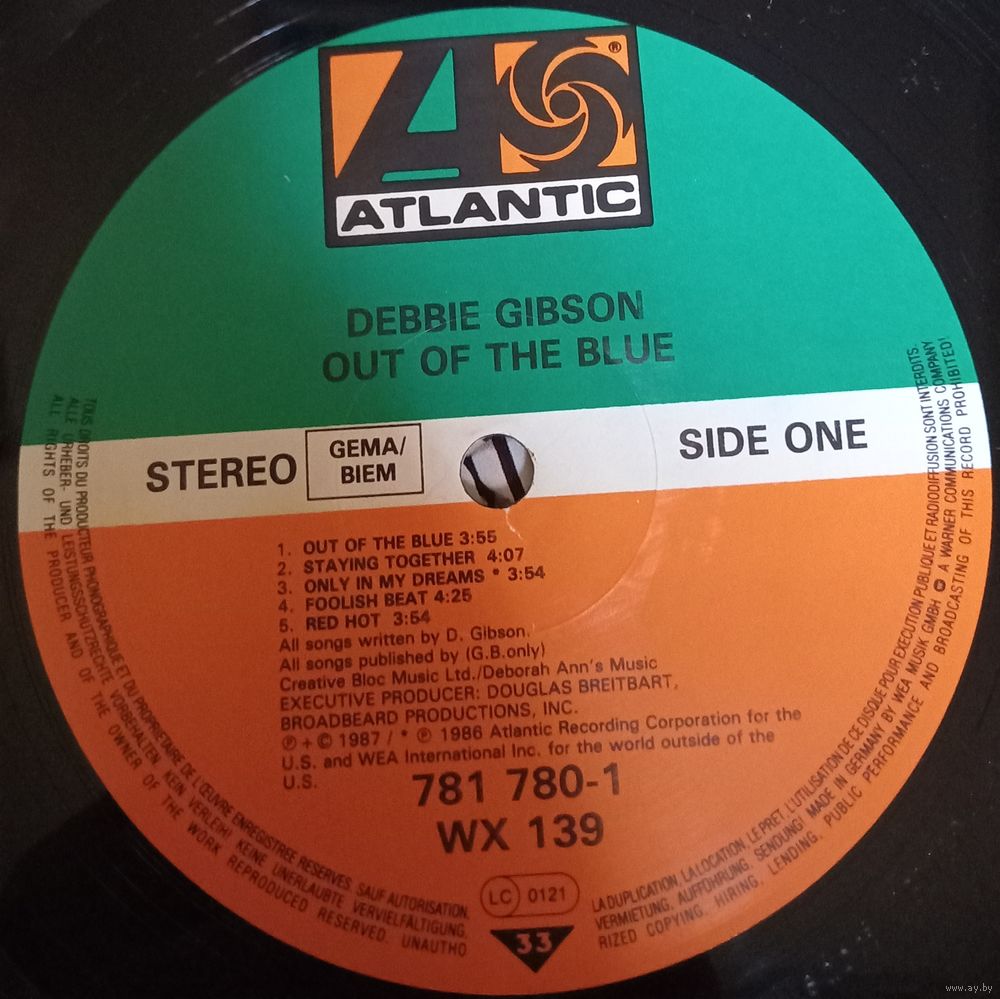 ®
ATLANTIC
DEBBIE GIBSON
OUT OF THE BLUE
STEREO
GEMA/
BIEM
SIDE ONE
1. OUT OF THE BLUE 3:55
2. STAYING TOGETHER 4:07
3. ONLY IN MY DREAMS * 3:54
4. FOOLISH BEAT 4:25
5. RED HOT 3:54
All songs written by D. Gibson.
All songs published by (G.B.only)
Creative Bloc Music Ltd./Deborah Ann's Music
EXECUTIVE PRODUCER: DOUGLAS BREITBART,
BROADBEARD PRODUCTIONS, INC.
℗ + © 1987 / * ℗ 1986 Atlantic Recording Corporation for the
U.S. and WEA International Inc. for the world outside of the
U.S.
781 780-1
WX 139
LC 0121
33
TOUS DROITS DU PRODUCTEUR PHONOGRAPHIQUE ET DU PROPRIETAIRE DE L'ŒUVRE ENREGISTREE RESERVES. SAUF AUTORISATION,
LA DUPLICATION, LA LOCATION, LE PRET, L'UTILISATION DE CE DISQUE POUR EXECUTION PUBLIQUE ET RADIODIFFUSION SONT INTERDITS.
ALLE URHEBER- UND LEISTUNGSSCHUTZRECHTE VORBEHALTEN. KEIN VERLEIH! KEINE UNERLAUBTE VERVIELFÄLTIGUNG,
VERMIETUNG, AUFFÜHRUNG, SENDUNG! MADE IN GERMANY BY WEA MUSIK GMBH A WARNER COMMUNICATIONS COMPANY
ALL RIGHTS OF THE PRODUCER AND OF THE OWNER OF THE WORK REPRODUCED RESERVED. UNAUTHO
RIZED COPYING, HIRING, LENDING, PUBLIC PERFORMANCE AND BROADCASTING OF THIS RECORD PROHIBITED!
www.ay.by